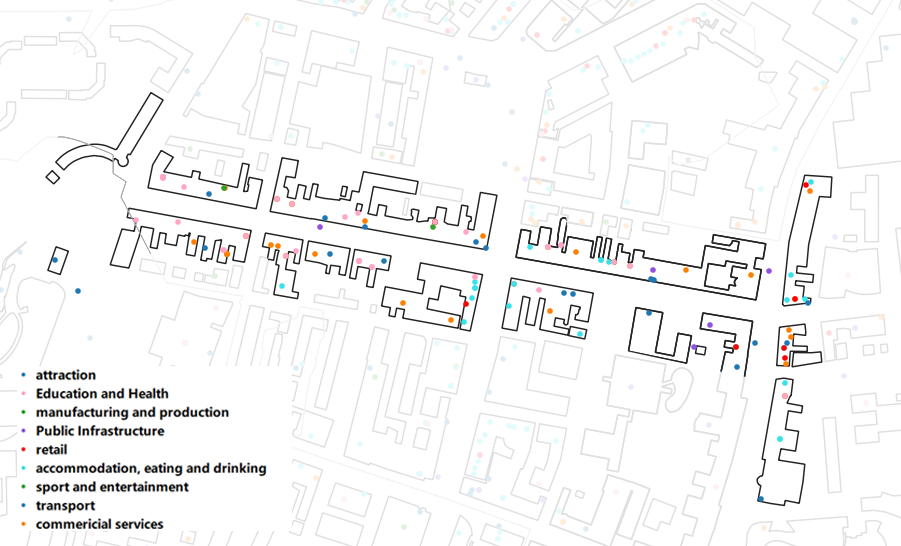 attraction
Education and Health
manufacturing and production
Public Infrastructure
retail
accommodation, eating and drinking
sport and entertainment
transport
commericial services